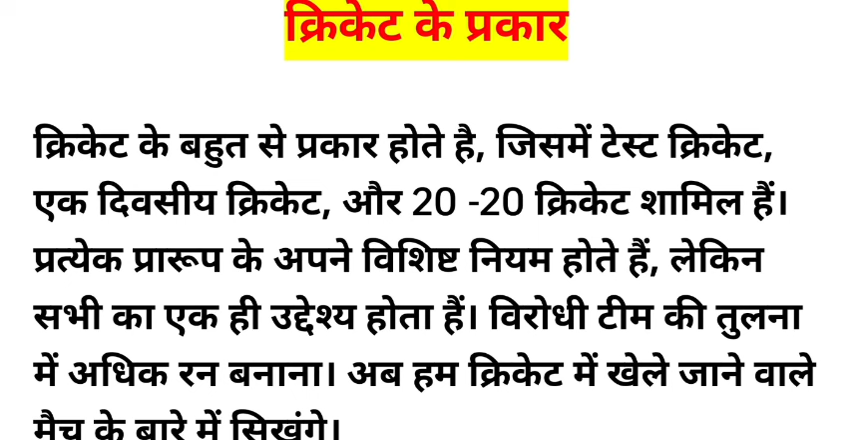 क्रिकेट के प्रकार
क्रिकेट के बहुत से प्रकार होते है, जिसमें टेस्ट क्रिकेट,
एक दिवसीय क्रिकेट, और 20 -20 क्रिकेट शामिल हैं।
प्रत्येक प्रारूप के अपने विशिष्ट नियम होते हैं, लेकिन
सभी का एक ही उद्देश्य होता हैं। विरोधी टीम की तुलना
में अधिक रन बनाना। अब हम क्रिकेट में खेले जाने वाले
मैच के बारे में सिखंगे।